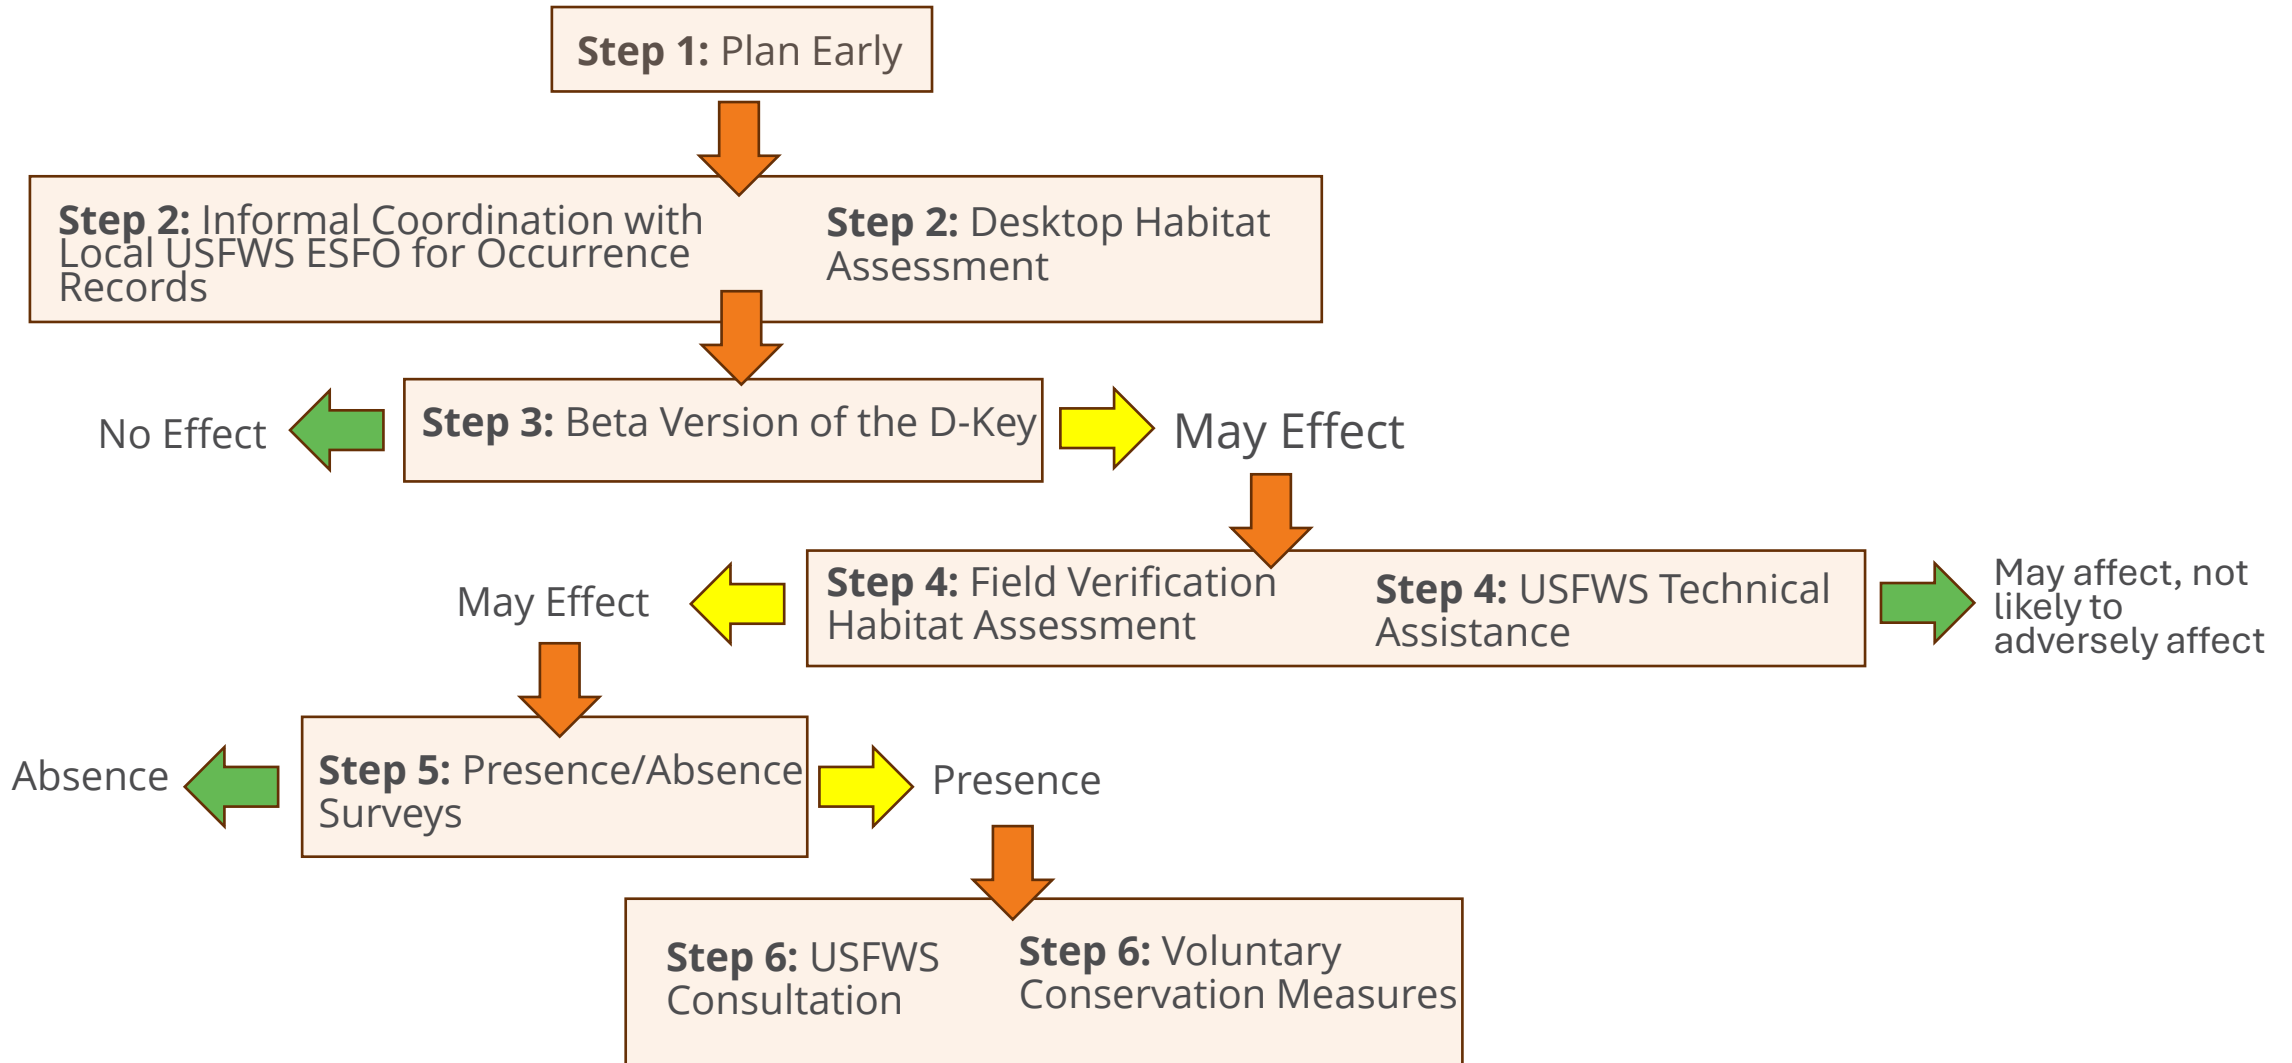 Step 1: Plan Early
Step 2: Informal Coordination with
Local USFWS ESFO for Occurrence
Records
Step 2: Desktop Habitat
Assessment
No Effect
Step 3: Beta Version of the D-Key
May Effect
May Effect
Step 4: Field Verification
Habitat Assessment
Step 4: USFWS Technical
Assistance
May affect, not
likely to
adversely affect
Absence
Step 5: Presence/Absence
Surveys
Presence
Step 6: USFWS
Consultation
Step 6: Voluntary
Conservation Measures